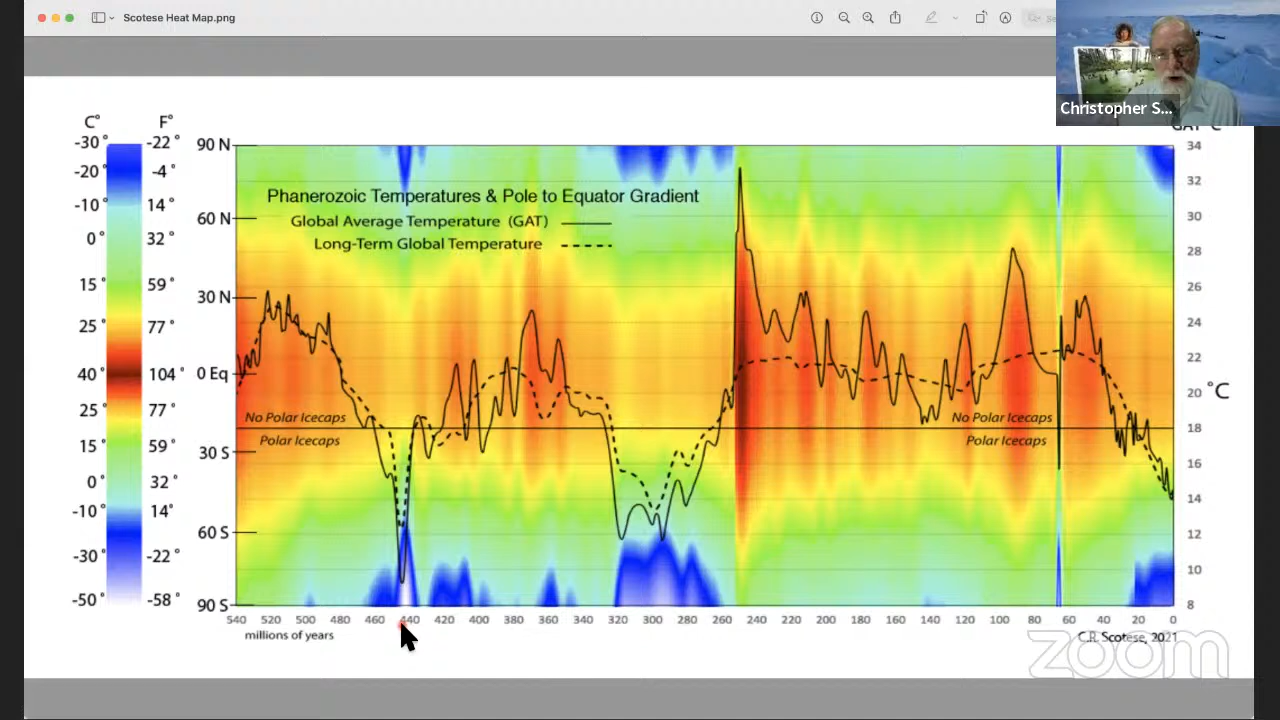 Scotese Heat Map.png
Christopher S...
C° F°
-30° -22°
-20° -4°
-10° 14°
0° 32°
15° 59°
25° 77°
40° 104°
25° 77°
15° 59°
0° 32°
-10° 14°
-30° -22°
-50° -58°
90 N
60 N
30 N
0 Eq
30 S
60 S
90 S
Phanerozoic Temperatures & Pole to Equator Gradient
Global Average Temperature (GAT)
Long-Term Global Temperature
No Polar Icecaps
Polar Icecaps
No Polar Icecaps
Polar Icecaps
34
32
30
28
26
24
22
20
18
16
14
12
10
8
°C
540 520 500 480 460 440 420 400 380 360 340 320 300 280 260 240 220 200 180 160 140 120 100 80 60 40 20 0
millions of years
C.R. Scotese, 2021
zoom